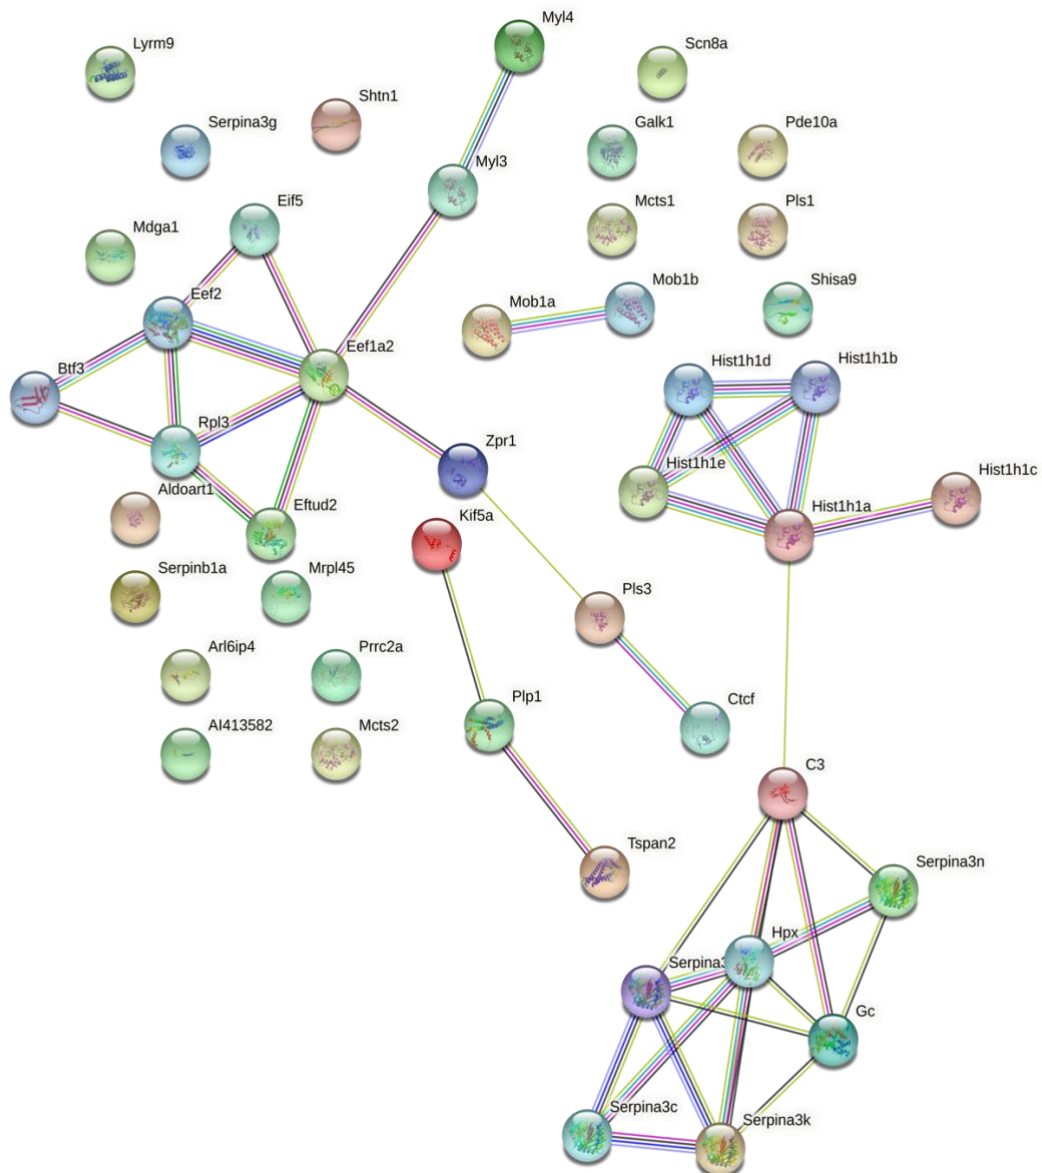 Myl4
Lyrm9
Scn8a
Shtn1
Serpina3g
Galk1
Pde10a
Myl3
Eif5
Mcts1
Pls1
Mdga1
Mob1b
Shisa9
Eef2
Mob1a
Eef1a2
Hist1h1d
Hist1h1b
Btf3
Rpl3
Zpr1
Hist1h1e
Hist1h1c
Aldoart1
Eftud2
Hist1h1a
Kif5a
Serpinb1a
Mrpl45
Pls3
Arl6ip4
Prrc2a
Plp1
Ctcf
AI413582
Mcts2
C3
Tspan2
Serpina3n
Hpx
Gc
Serpina3c
Serpina3k